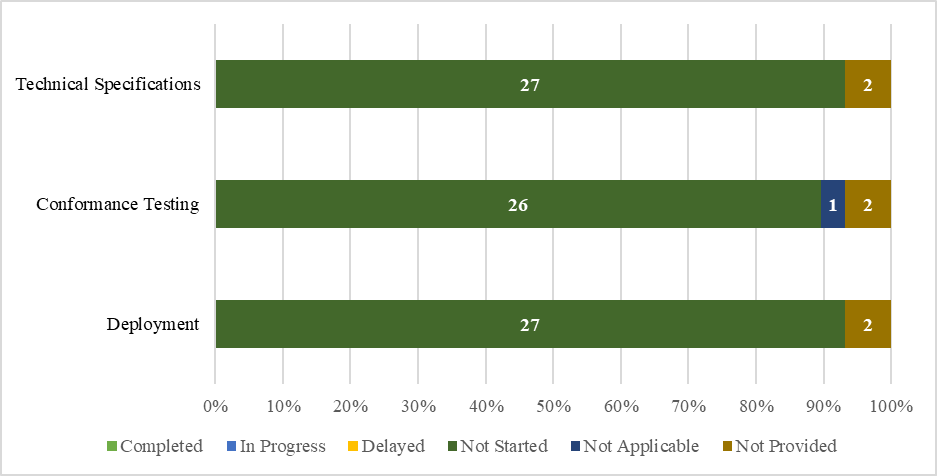 Technical Specifications 27 2
Conformance Testing 26 1 2
Deployment 27 2
0% 10% 20% 30% 40% 50% 60% 70% 80% 90% 100%
Completed In Progress Delayed Not Started Not Applicable Not Provided